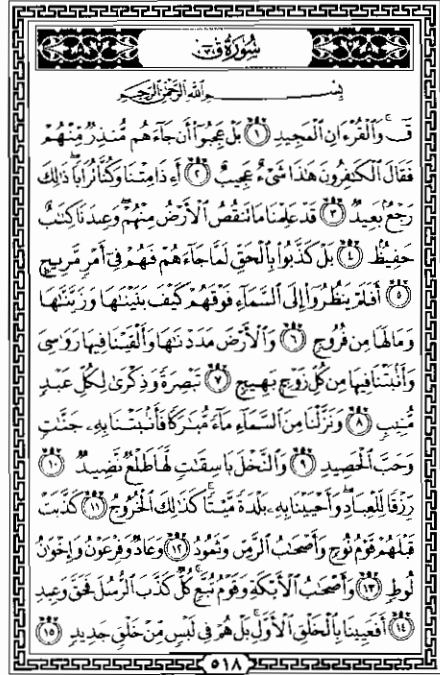 سُورَةُ قٓ
بِسْمِ ٱللَّهِ ٱلرَّحْمَٰنِ ٱلرَّحِيمِ
قٓ ۚ وَٱلْقُرْءَانِ ٱلْمَجِيدِ ١ بَلْ عَجِبُوٓا۟ أَن جَآءَهُم مُّنذِرٌ مِّنْهُمْ
فَقَالَ ٱلْكَٰفِرُونَ هَٰذَا شَىْءٌ عَجِيبٌ ٢ أَءِذَا مِتْنَا وَكُنَّا تُرَابًا ۖ ذَٰلِكَ
رَجْعٌۢ بَعِيدٌ ٣ قَدْ عَلِمْنَا مَا تَنقُصُ ٱلْأَرْضُ مِنْهُمْ ۖ وَعِندَنَا كِتَٰبٌ
حَفِيظٌۢ ٤ بَلْ كَذَّبُوا۟ بِٱلْحَقِّ لَمَّا جَآءَهُمْ فَهُمْ فِىٓ أَمْرٍ مَّرِيجٍ
٥ أَفَلَمْ يَنظُرُوٓا۟ إِلَى ٱلسَّمَآءِ فَوْقَهُمْ كَيْفَ بَنَيْنَٰهَا وَزَيَّنَّٰهَا
وَمَا لَهَا مِن فُرُوجٍ ٦ وَٱلْأَرْضَ مَدَدْنَٰهَا وَأَلْقَيْنَا فِيهَا رَوَٰسِىَ
وَأَنۢبَتْنَا فِيهَا مِن كُلِّ زَوْجٍۭ بَهِيجٍ ٧ تَبْصِرَةً وَذِكْرَىٰ لِكُلِّ عَبْدٍ
مُّنِيبٍ ٨ وَنَزَّلْنَا مِنَ ٱلسَّمَآءِ مَآءً مُّبَٰرَكًا فَأَنۢبَتْنَا بِهِۦ جَنَّٰتٍ
وَحَبَّ ٱلْحَصِيدِ ٩ وَٱلنَّخْلَ بَاسِقَٰتٍ لَّهَا طَلْعٌ نَّضِيدٌ ١٠
رِّزْقًا لِّلْعِبَادِ ۖ وَأَحْيَيْنَا بِهِۦ بَلْدَةً مَّيْتًا ۚ كَذَٰلِكَ ٱلْخُرُوجُ ١١ كَذَّبَتْ
قَبْلَهُمْ قَوْمُ نُوحٍ وَأَصْحَٰبُ ٱلرَّسِّ وَثَمُودُ ١٢ وَعَادٌ وَفِرْعَوْنُ وَإِخْوَٰنُ
لُوطٍ ١٣ وَأَصْحَٰبُ ٱلْأَيْكَةِ وَقَوْمُ تُبَّعٍ ۚ كُلٌّ كَذَّبَ ٱلرُّسُلَ فَحَقَّ وَعِيدِ
١٤ أَفَعَيِينَا بِٱلْخَلْقِ ٱلْأَوَّلِ ۚ بَلْ هُمْ فِى لَبْسٍ مِّنْ خَلْقٍ جَدِيدٍ ١٥
٥١٨